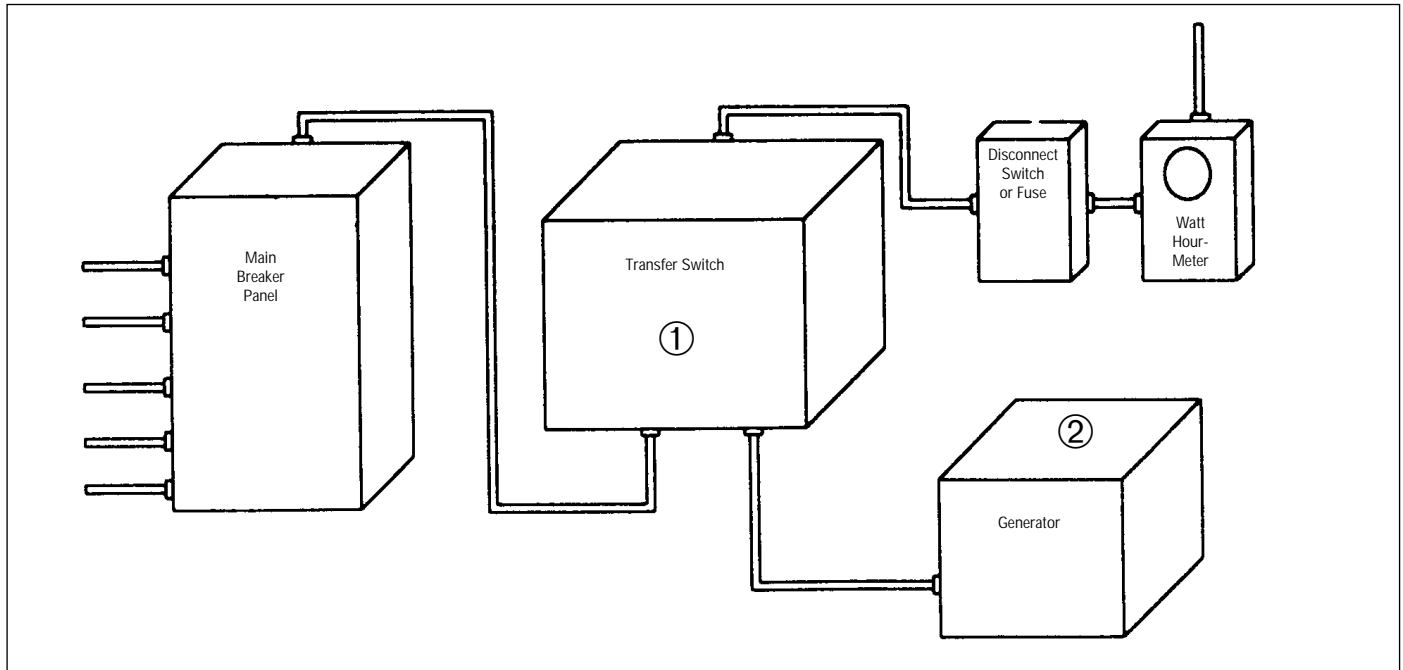 Main
Breaker
Panel
Transfer Switch
①
Disconnect
Switch
or Fuse
Watt
Hour-
Meter
②
Generator